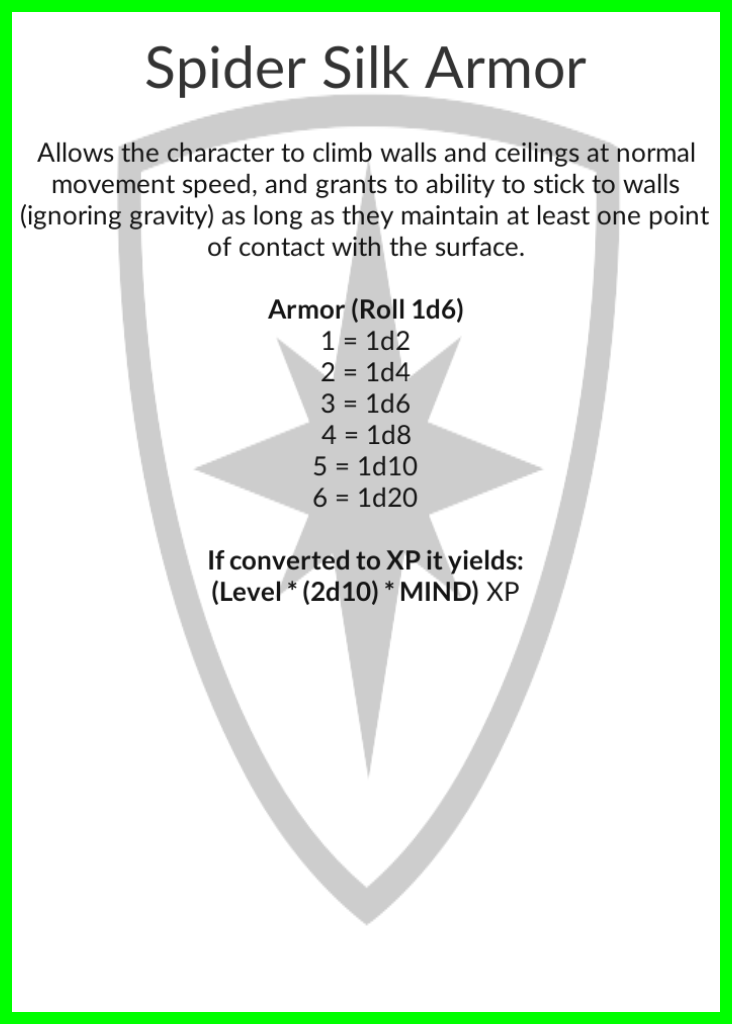 Spider Silk Armor
Allows the character to climb walls and ceilings at normal
movement speed, and grants to ability to stick to walls
(ignoring gravity) as long as they maintain at least one point
of contact with the surface.
Armor (Roll 1d6)
1 = 1d2
2 = 1d4
3 = 1d6
4 = 1d8
5 = 1d10
6 = 1d20
If converted to XP it yields:
(Level * (2d10) * MIND) XP